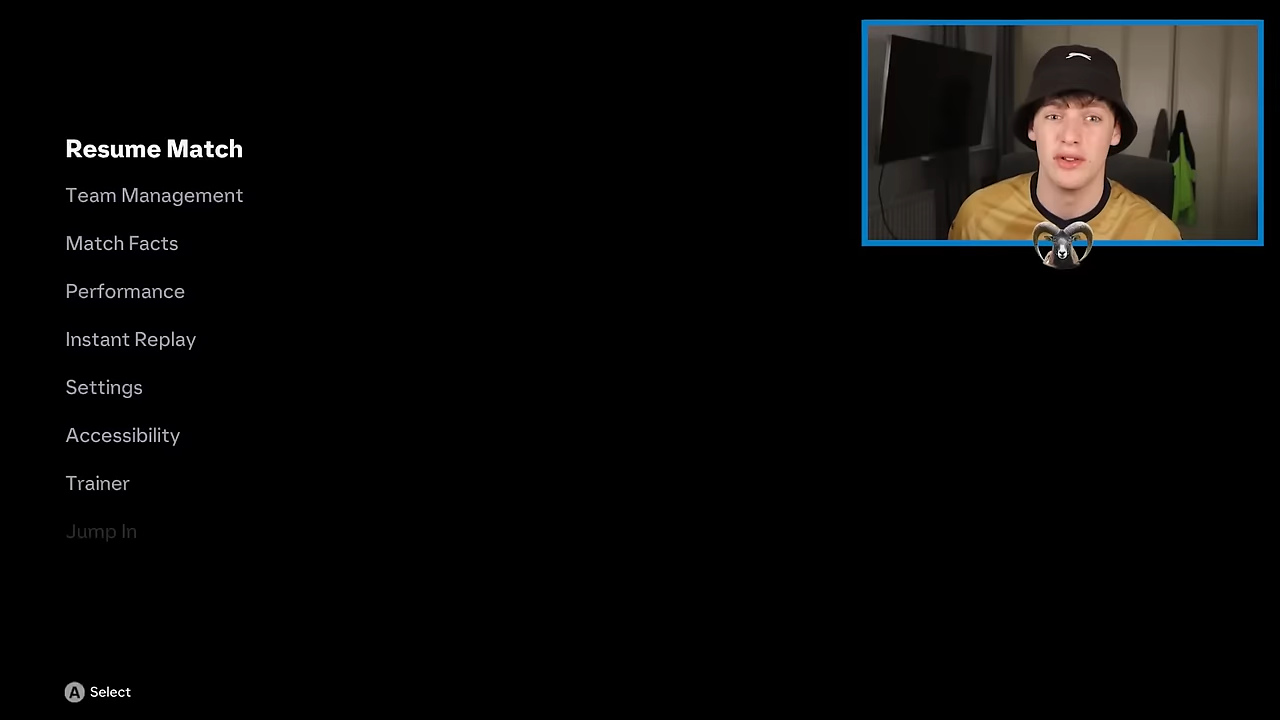 Resume Match
Team Management
Match Facts
Performance
Instant Replay
Settings
Accessibility
Trainer
Jump In
A Select